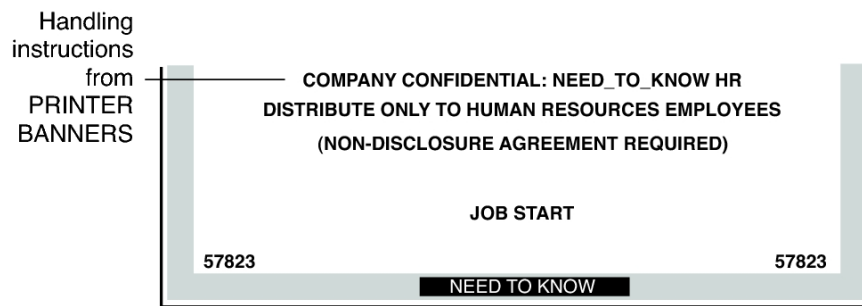 Handling
instructions
from
PRINTER
BANNERS
COMPANY CONFIDENTIAL: NEED_TO_KNOW HR
DISTRIBUTE ONLY TO HUMAN RESOURCES EMPLOYEES
(NON-DISCLOSURE AGREEMENT REQUIRED)
JOB START
57823 57823
NEED TO KNOW